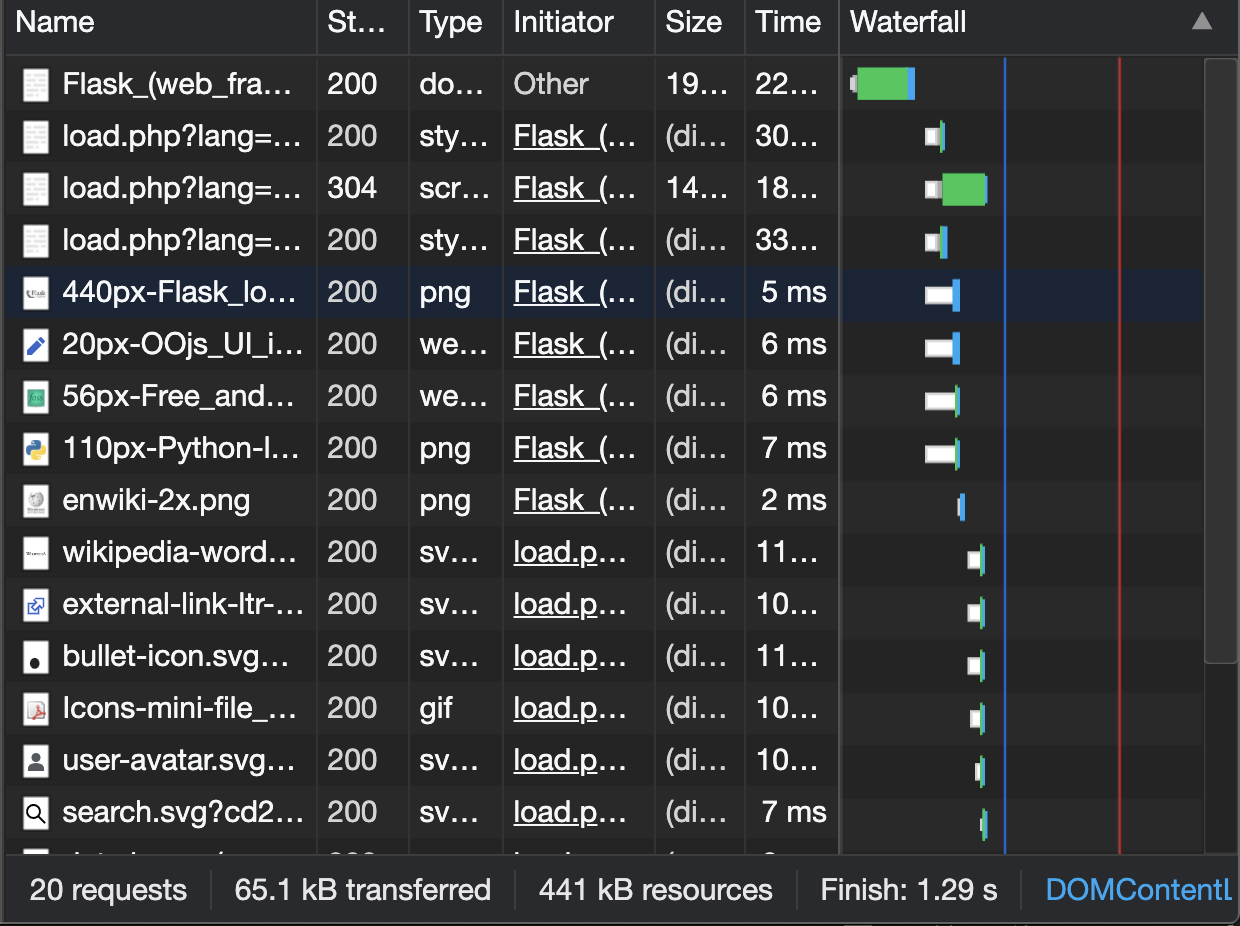 Name St... Type Initiator Size Time Waterfall
Flask_(web_fra... 200 do... Other 19... 22...
load.php?lang=... 200 sty... Flask_(... (di... 30...
load.php?lang=... 304 scr... Flask_(... 14... 18...
load.php?lang=... 200 sty... Flask_(... (di... 33...
440px-Flask_lo... 200 png Flask_(... (di... 5 ms
20px-OOjs_UI_i... 200 we... Flask_(... (di... 6 ms
56px-Free_and... 200 we... Flask_(... (di... 6 ms
110px-Python-l... 200 png Flask_(... (di... 7 ms
enwiki-2x.png 200 png Flask_(... (di... 2 ms
wikipedia-word... 200 sv... load.p... (di... 11...
external-link-ltr-... 200 sv... load.p... (di... 10...
bullet-icon.svg... 200 sv... load.p... (di... 11...
Icons-mini-file_... 200 gif load.p... (di... 10...
user-avatar.svg... 200 sv... load.p... (di... 10...
search.svg?cd2... 200 sv... load.p... (di... 7 ms
20 requests 65.1 kB transferred 441 kB resources Finish: 1.29 s DOMContentL